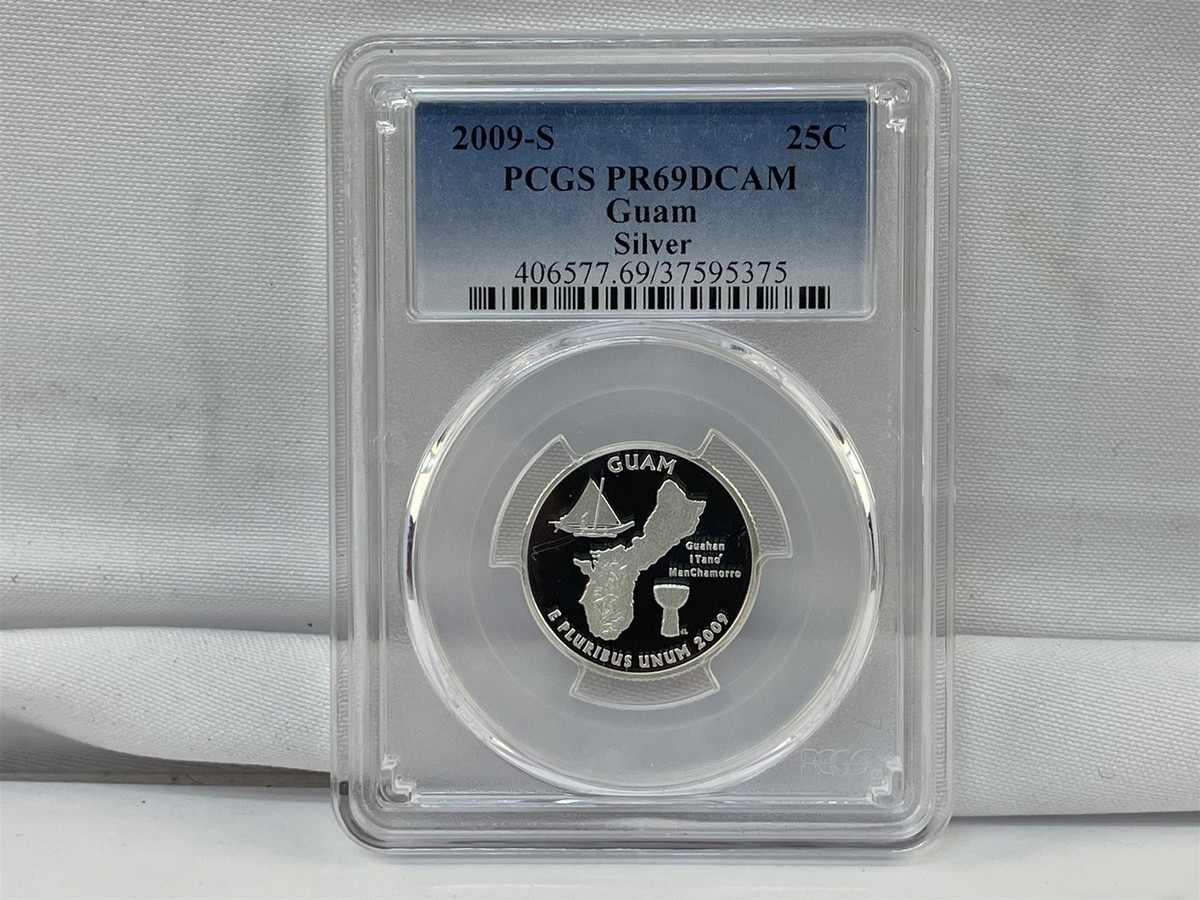 2009-S 25C
PCGS PR69DCAM
Guam
Silver
406577.69/37595375
GUAM
Guahan
I Tano'
ManChamorro
E PLURIBUS UNUM 2009
PCGS